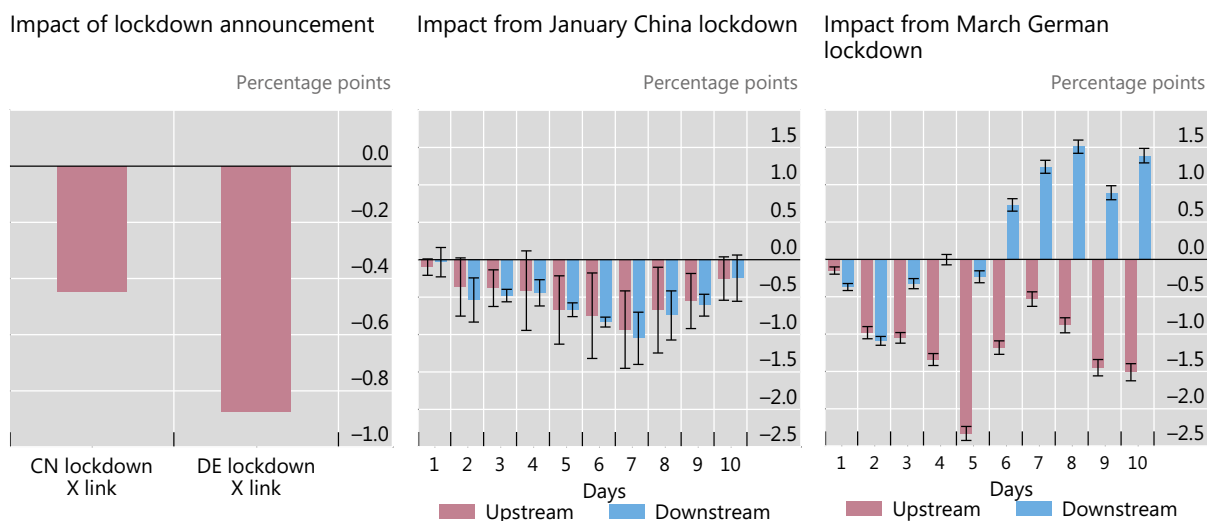 Impact of lockdown announcement
Percentage points
0.0
–0.2
–0.4
–0.6
–0.8
–1.0
CN lockdown
X link
DE lockdown
X link
Impact from January China lockdown
Percentage points
1.5
1.0
0.5
0.0
–0.5
–1.0
–1.5
–2.0
–2.5
1 2 3 4 5 6 7 8 9 10
Days
Upstream Downstream
Impact from March German
lockdown
Percentage points
1.5
1.0
0.5
0.0
–0.5
–1.0
–1.5
–2.0
–2.5
1 2 3 4 5 6 7 8 9 10
Days
Upstream Downstream